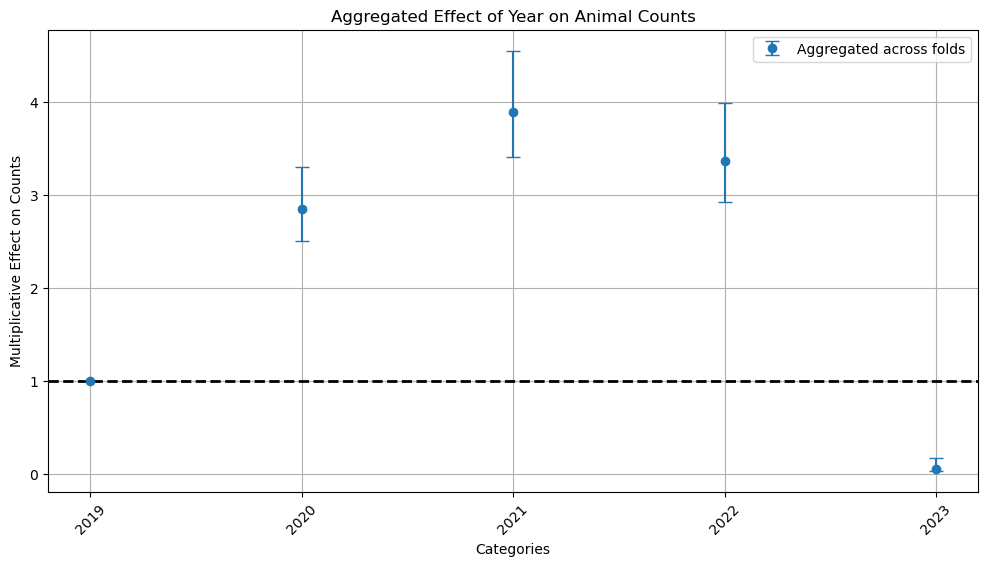 Aggregated Effect of Year on Animal Counts
Aggregated across folds
Multiplicative Effect on Counts
4
3
2
1
0
2019
2020
2021
2022
2023
Categories